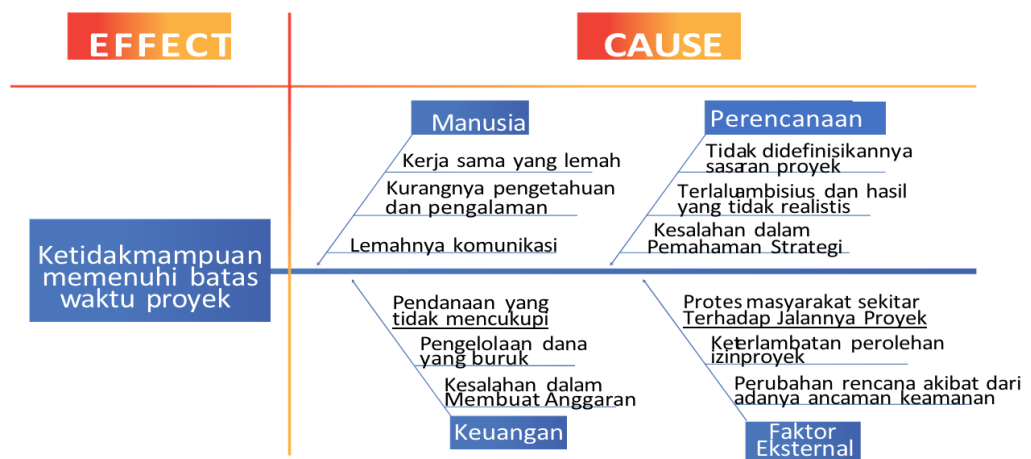 EFFECT
CAUSE
Manusia
Kerja sama yang lemah
Kurangnya pengetahuan
dan pengalaman
Lemahnya komunikasi
Perencanaan
Tidak didefinisikannya
sasaran proyek
Terlalu ambisius dan hasil
yang tidak realistis
Kesalahan dalam
Pemahaman Strategi
Ketidakmampuan
memenuhi batas
waktu proyek
Pendanaan yang
tidak mencukupi
Pengelolaan dana
yang buruk
Kesalahan dalam
Membuat Anggaran
Keuangan
Protes masyarakat sekitar
Terhadap Jalannya Proyek
Keterlambatan perolehan
izinproyek
Perubahan rencana akibat dari
adanya ancaman keamanan
Faktor
Eksternal